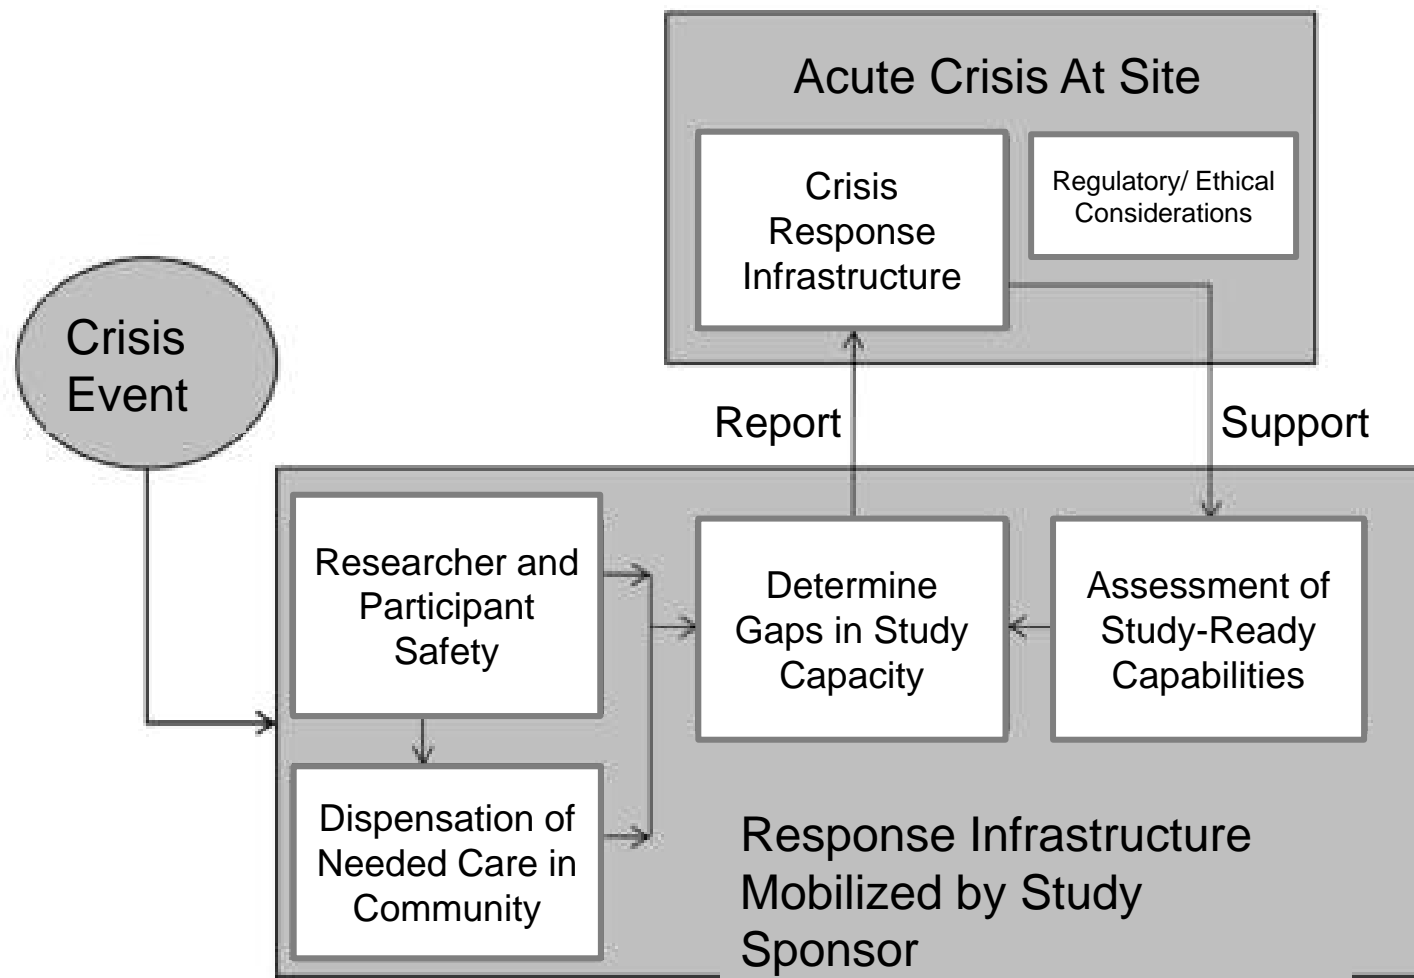 Acute Crisis At Site
Crisis
Response
Infrastructure
Regulatory/ Ethical
Considerations
Crisis
Event
Report
Support
Researcher and
Participant
Safety
Determine
Gaps in Study
Capacity
Assessment of
Study-Ready
Capabilities
Dispensation of
Needed Care in
Community
Response Infrastructure
Mobilized by Study
Sponsor